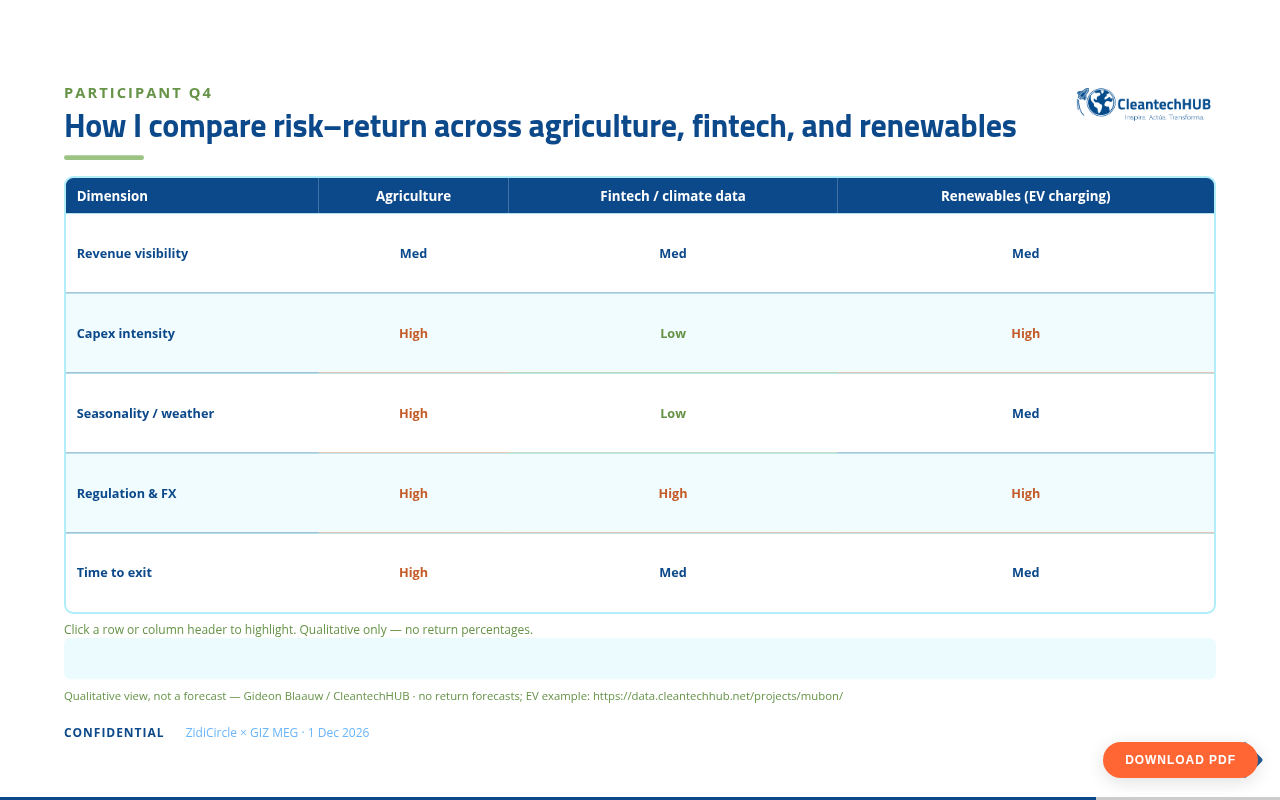 PARTICIPANT Q4
How I compare risk–return across agriculture, fintech, and renewables
CleantechHUB
Inspira. Actúa. Transforma.
Dimension Agriculture Fintech / climate data Renewables (EV charging)
Revenue visibility Med Med Med
Capex intensity High Low High
Seasonality / weather High Low Med
Regulation & FX High High High
Time to exit High Med Med
Click a row or column header to highlight. Qualitative only — no return percentages.
Qualitative view, not a forecast — Gideon Blaauw / CleantechHUB · no return forecasts; EV example: https://data.cleantechhub.net/projects/mubon/
CONFIDENTIAL ZidiCircle × GIZ MEG · 1 Dec 2026
DOWNLOAD PDF